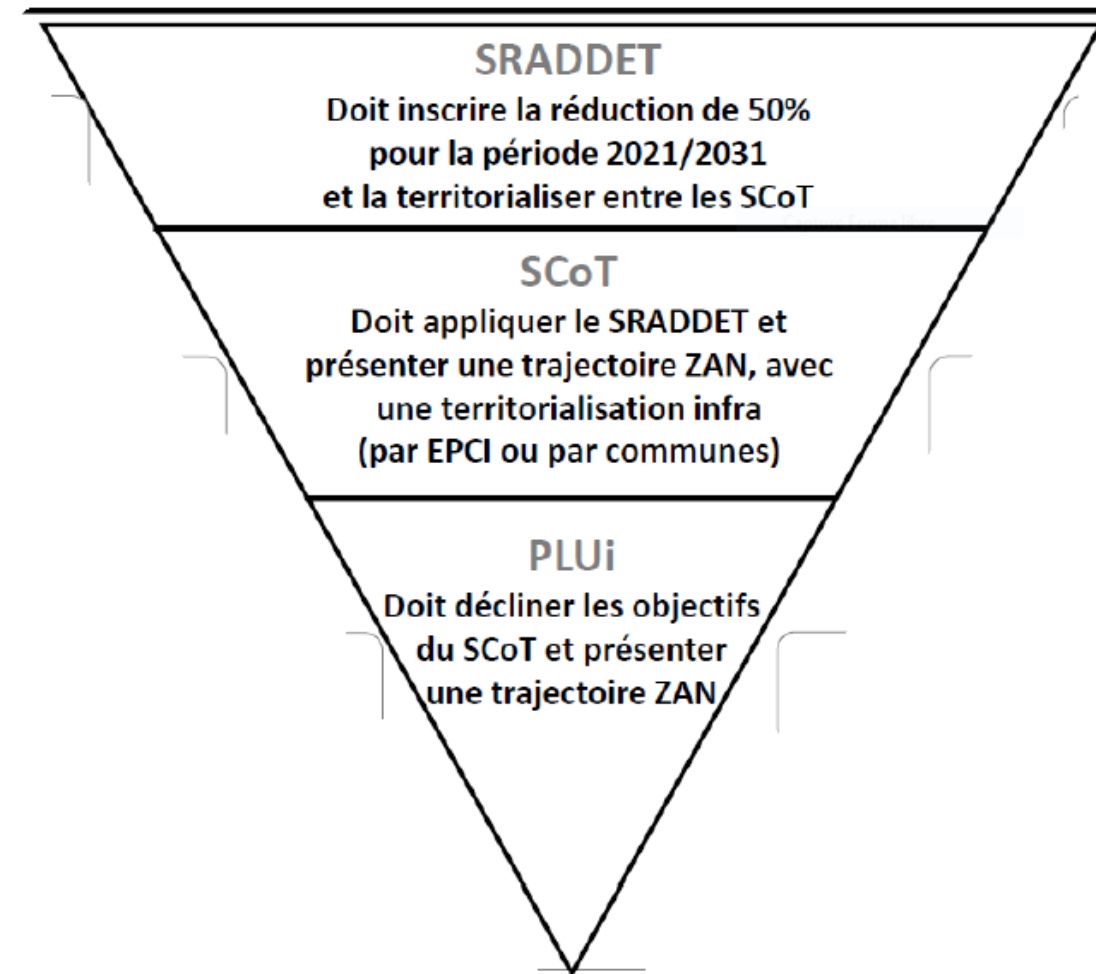 SRADDET
Doit inscrire la réduction de 50%
pour la période 2021/2031
et la territorialiser entre les SCoT
SCoT
Doit appliquer le SRADDET et
présenter une trajectoire ZAN, avec
une territorialisation infra
(par EPCI ou par communes)
PLUi
Doit décliner les objectifs
du SCoT et présenter
une trajectoire ZAN